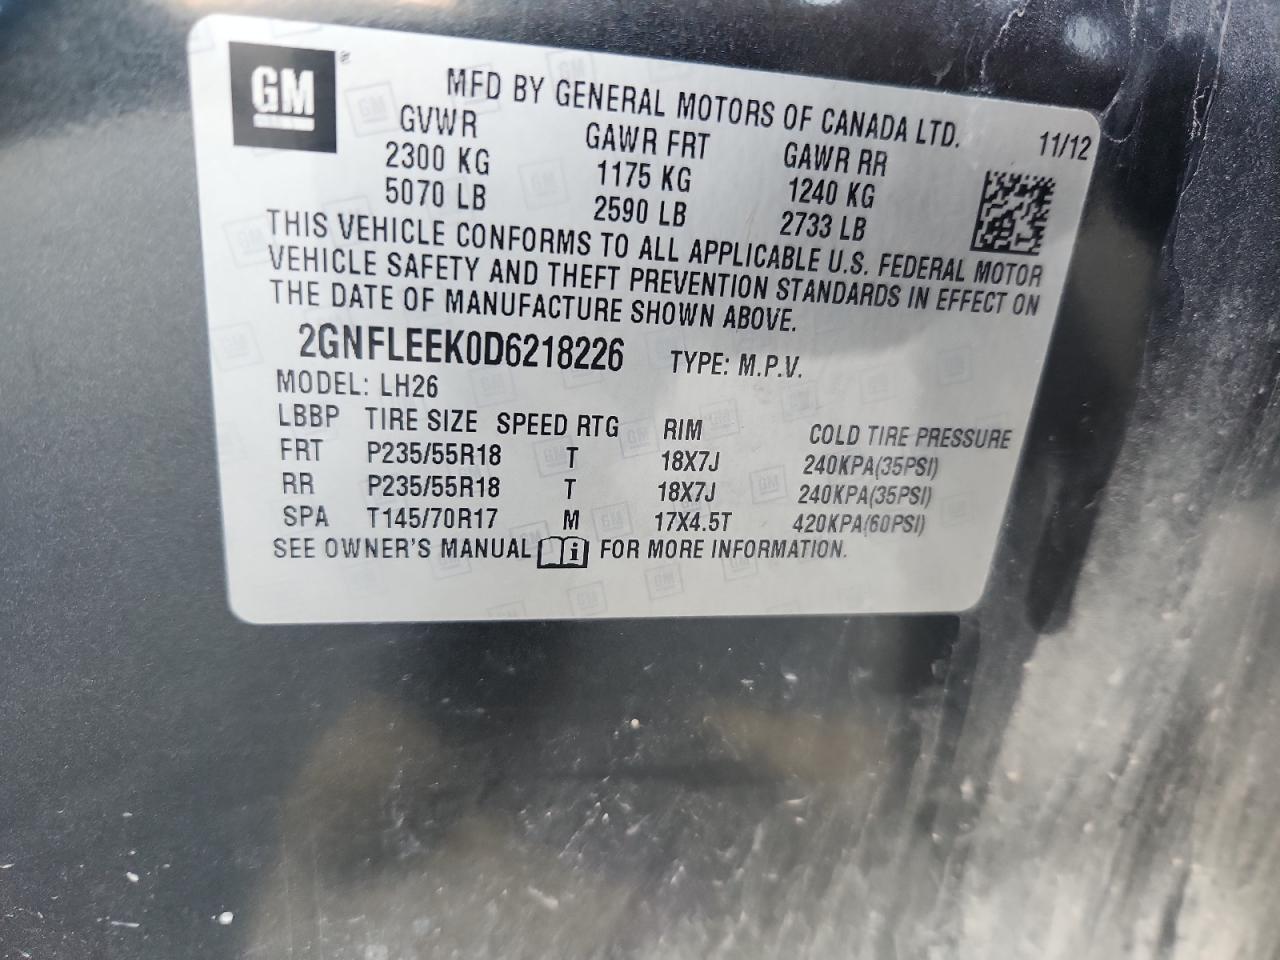 GM
MFD BY GENERAL MOTORS OF CANADA LTD.
GVWR GAWR FRT GAWR RR 11/12
2300 KG 1175 KG 1240 KG
5070 LB 2590 LB 2733 LB
THIS VEHICLE CONFORMS TO ALL APPLICABLE U.S. FEDERAL MOTOR
VEHICLE SAFETY AND THEFT PREVENTION STANDARDS IN EFFECT ON
THE DATE OF MANUFACTURE SHOWN ABOVE.
2GNFLEEK0D6218226 TYPE: M.P.V.
MODEL: LH26
LBBP TIRE SIZE SPEED RTG RIM COLD TIRE PRESSURE
FRT P235/55R18 T 18X7J 240KPA(35PSI)
RR P235/55R18 T 18X7J 240KPA(35PSI)
SPA T145/70R17 M 17X4.5T 420KPA(60PSI)
SEE OWNER'S MANUAL FOR MORE INFORMATION.